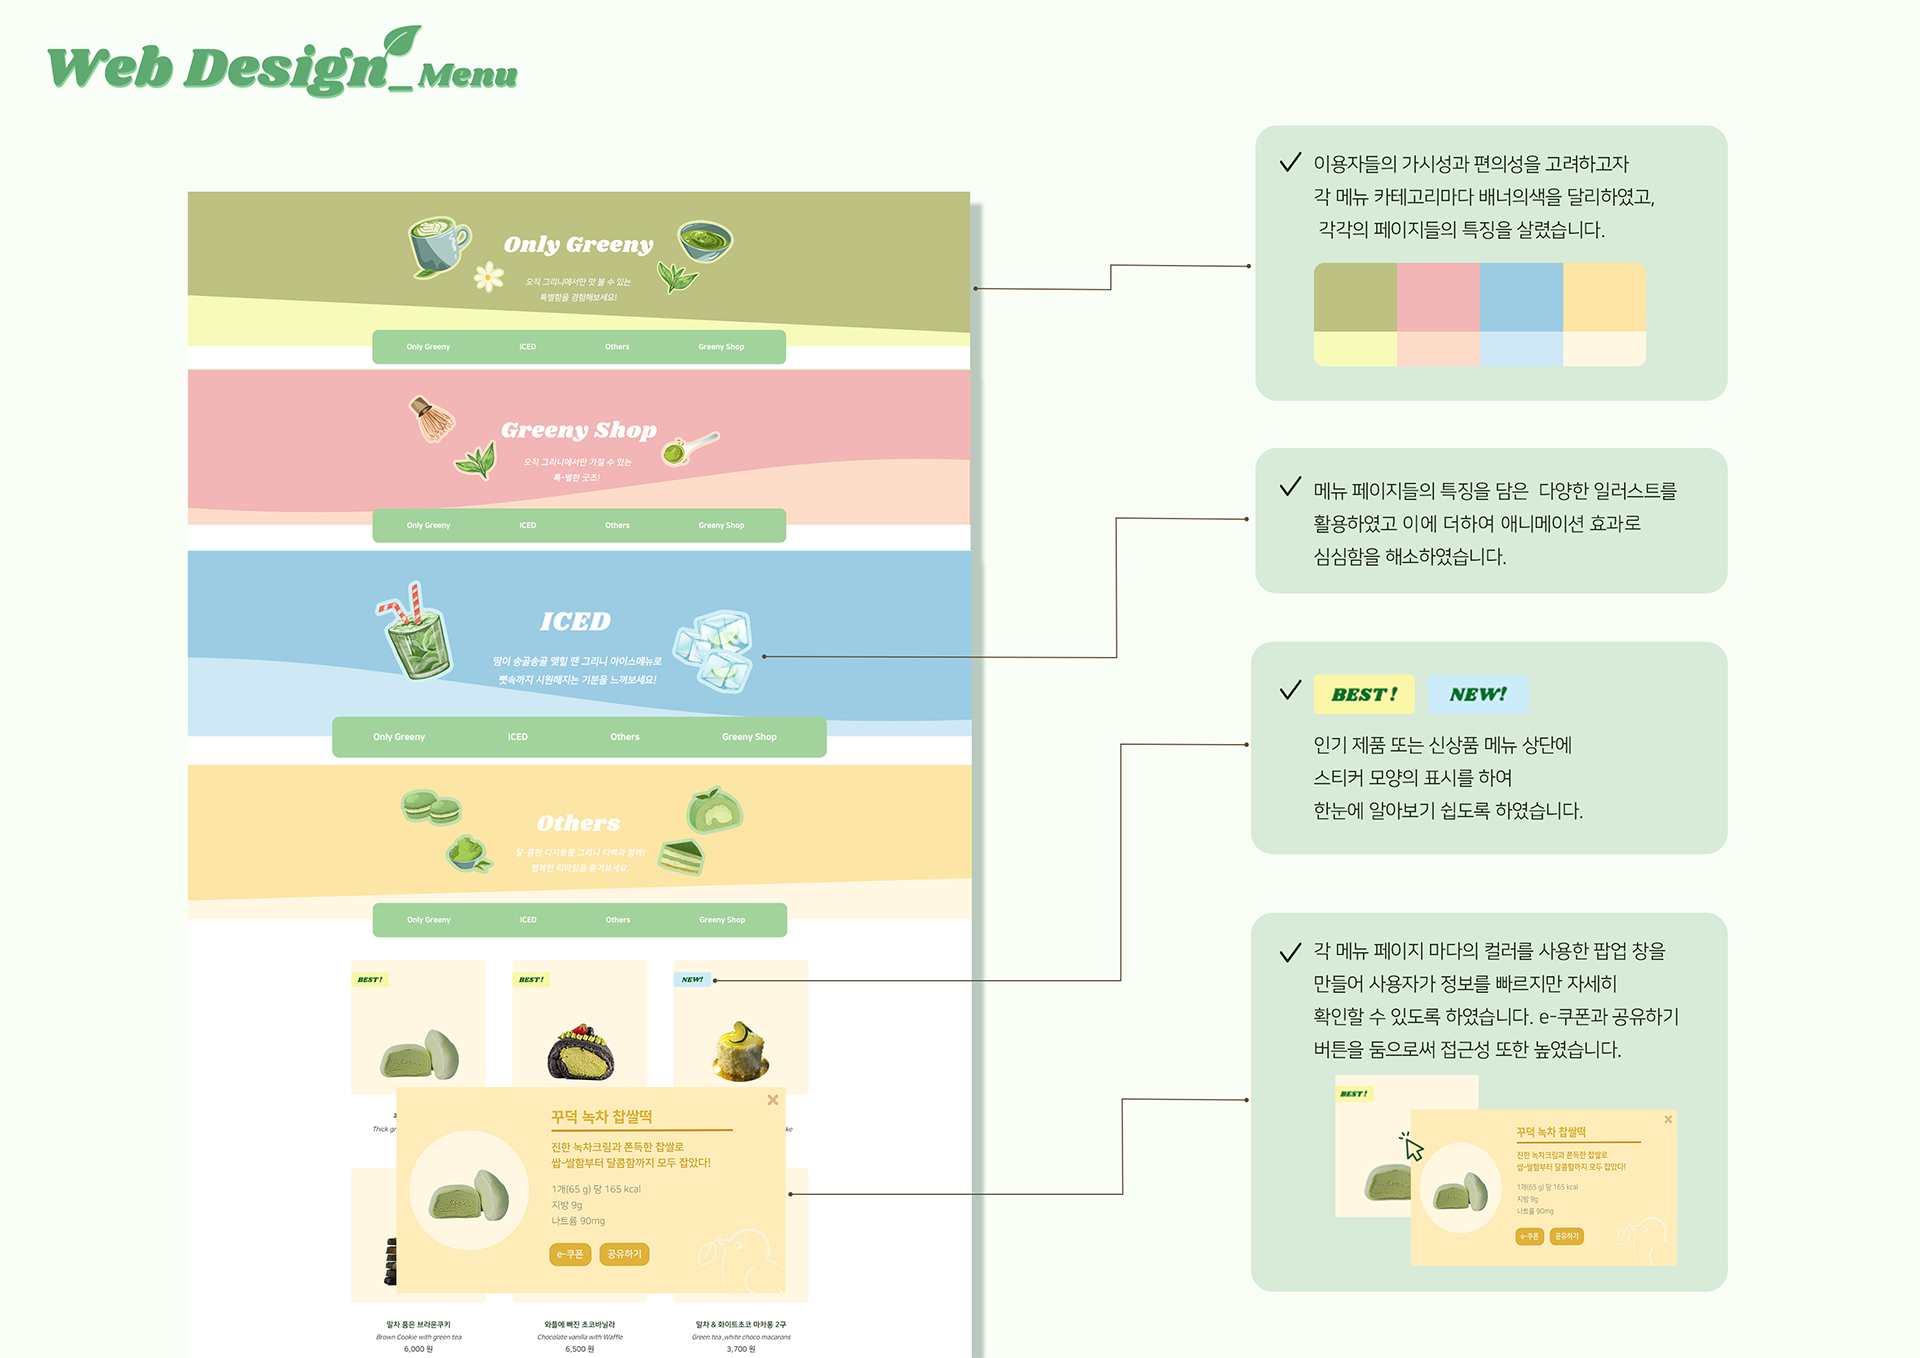 Web Design_Menu
Only Greeny
오직 그리니에서만 맛 볼 수 있는
특별함을 경험해보세요!
Only Greeny ICED Others Greeny Shop
Greeny Shop
오직 그리니에서만 가질 수 있는
특-별한 굿즈!
Only Greeny ICED Others Greeny Shop
ICED
땀이 송골송골 맺힐 땐 그리니 아이스메뉴로
뼛속까지 시원해지는 기분을 느껴보세요!
Only Greeny ICED Others Greeny Shop
Others
달-콤한 디저트를 그리니 티백과 함께!
행복한 티타임을 즐겨보세요.
Only Greeny ICED Others Greeny Shop
BEST! BEST! NEW!
Thick gr
ke
꾸덕 녹차 찹쌀떡
진한 녹차크림과 쫀득한 찹쌀로
쌉-쌀함부터 달콤함까지 모두 잡았다!
1개(65 g) 당 165 kcal
지방 9g
나트륨 90mg
e-쿠폰 공유하기
말차 품은 브라운쿠키
Brown Cookie with green tea
6,000 원
와플에 빠진 초코바닐라
Chocolate vanilla with Waffle
6,500 원
말차 & 화이트초코 마카롱 2구
Green tea ,white choco macarons
3,700 원
이용자들의 가시성과 편의성을 고려하고자
각 메뉴 카테고리마다 배너의색을 달리하였고,
각각의 페이지들의 특징을 살렸습니다.
메뉴 페이지들의 특징을 담은 다양한 일러스트를
활용하였고 이에 더하여 애니메이션 효과로
심심함을 해소하였습니다.
BEST! NEW!
인기 제품 또는 신상품 메뉴 상단에
스티커 모양의 표시를 하여
한눈에 알아보기 쉽도록 하였습니다.
각 메뉴 페이지 마다의 컬러를 사용한 팝업 창을
만들어 사용자가 정보를 빠르지만 자세히
확인할 수 있도록 하였습니다. e-쿠폰과 공유하기
버튼을 둠으로써 접근성 또한 높였습니다.
BEST!
꾸덕 녹차 찹쌀떡
진한 녹차크림과 쫀득한 찹쌀로
쌉-쌀함부터 달콤함까지 모두 잡았다!
1개(65 g) 당 165 kcal
지방 9g
나트륨 90mg
e-쿠폰 공유하기